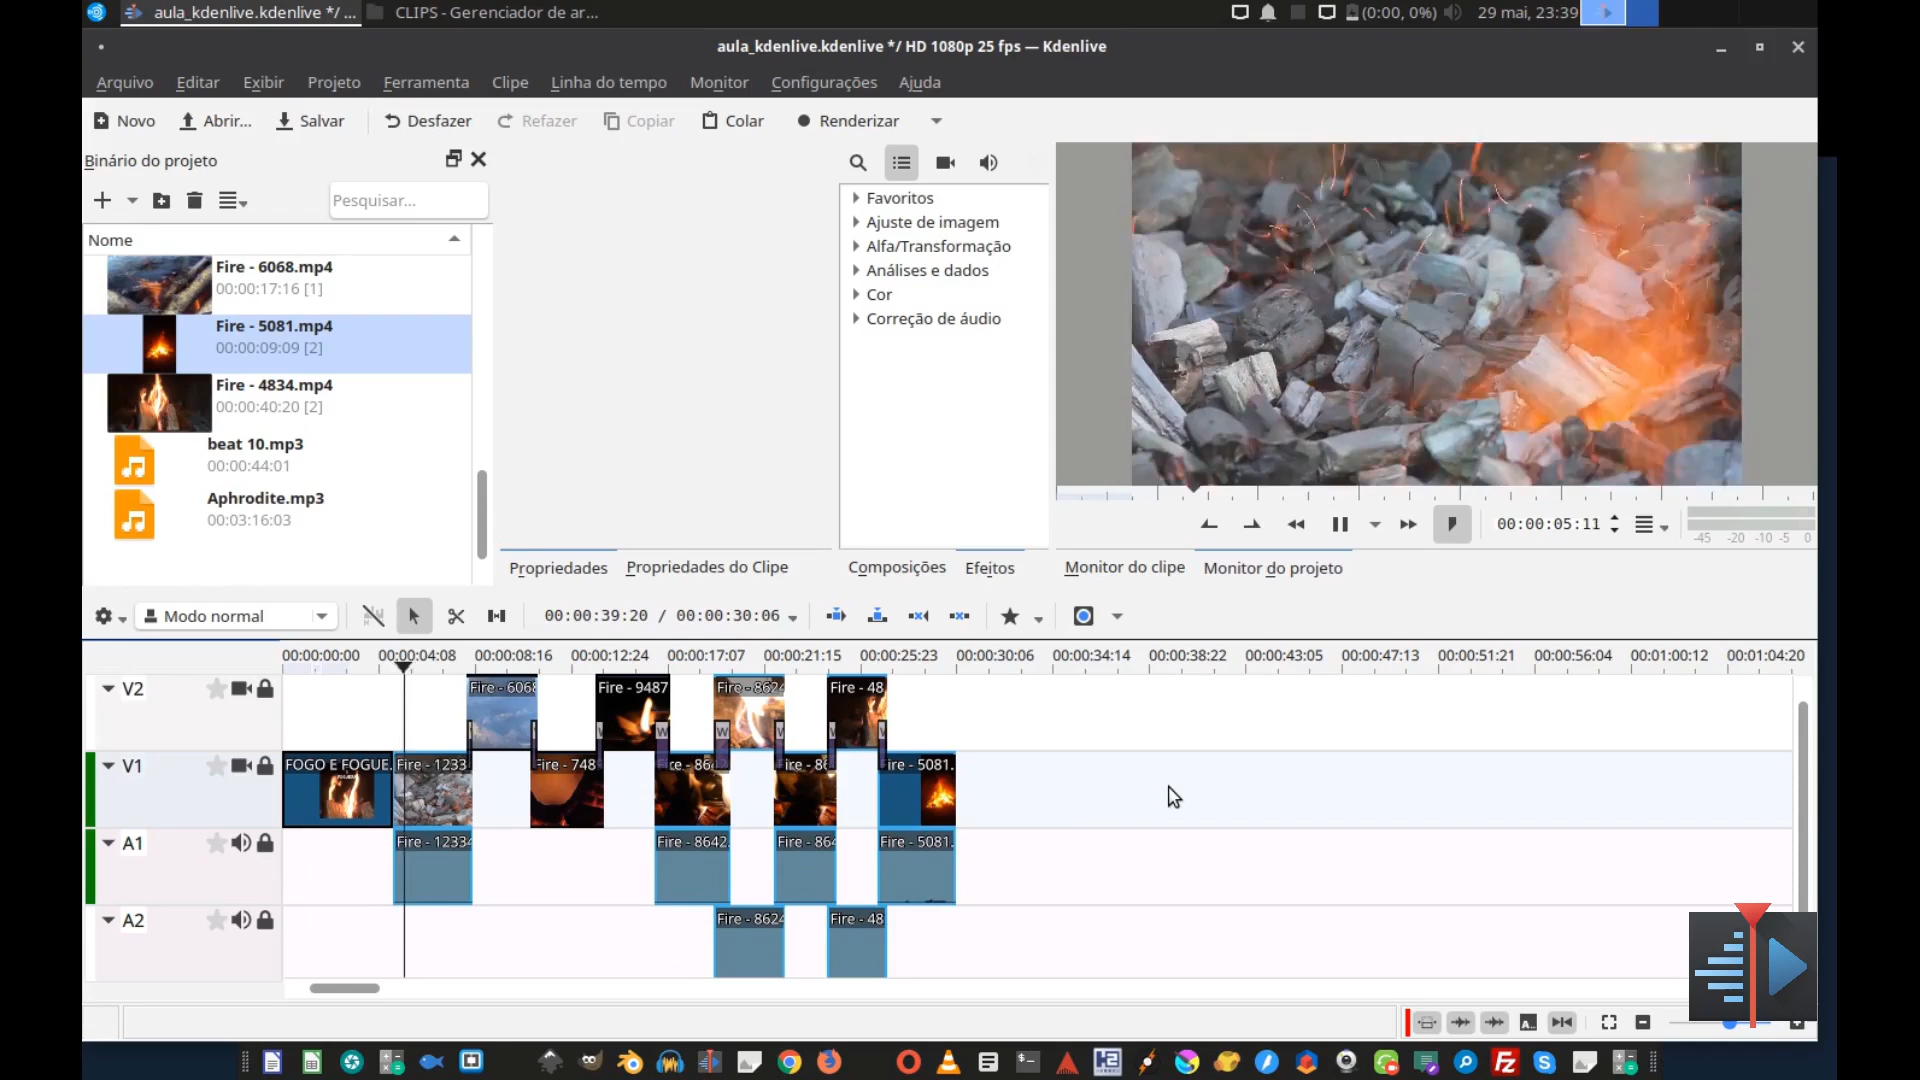 aula_kdenlive.kdenlive */ ...
CLIPS - Gerenciador de ar...
(0:00, 0%)
29 mai, 23:39
aula_kdenlive.kdenlive */ HD 1080p 25 fps — Kdenlive
Arquivo Editar Exibir Projeto Ferramenta Clipe Linha do tempo Monitor Configurações Ajuda
Novo Abrir... Salvar Desfazer Refazer Copiar Colar Renderizar
Binário do projeto
Pesquisar...
Nome
Fire - 6068.mp4
00:00:17:16 [1]
Fire - 5081.mp4
00:00:09:09 [2]
Fire - 4834.mp4
00:00:40:20 [2]
beat 10.mp3
00:00:44:01
Aphrodite.mp3
00:03:16:03
Favoritos
Ajuste de imagem
Alfa/Transformação
Análises e dados
Cor
Correção de áudio
00:00:05:11
-45 -20 -10 -5 0
Propriedades Propriedades do Clipe Composições Efeitos Monitor do clipe Monitor do projeto
Modo normal
00:00:39:20 / 00:00:30:06
00:00:00:00 00:00:04:08 00:00:08:16 00:00:12:24 00:00:17:07 00:00:21:15 00:00:25:23 00:00:30:06 00:00:34:14 00:00:38:22 00:00:43:05 00:00:47:13 00:00:51:21 00:00:56:04 00:01:00:12 00:01:04:20
V2 Fire - 6068 Fire - 9487 Fire - 8624 Fire - 48
V1 FOGO E FOGUE. Fire - 1233 Fire - 748 Fire - 5081.
A1 Fire - 12334 Fire - 8642. Fire - 864 Fire - 5081.
A2 Fire - 8624 Fire - 48